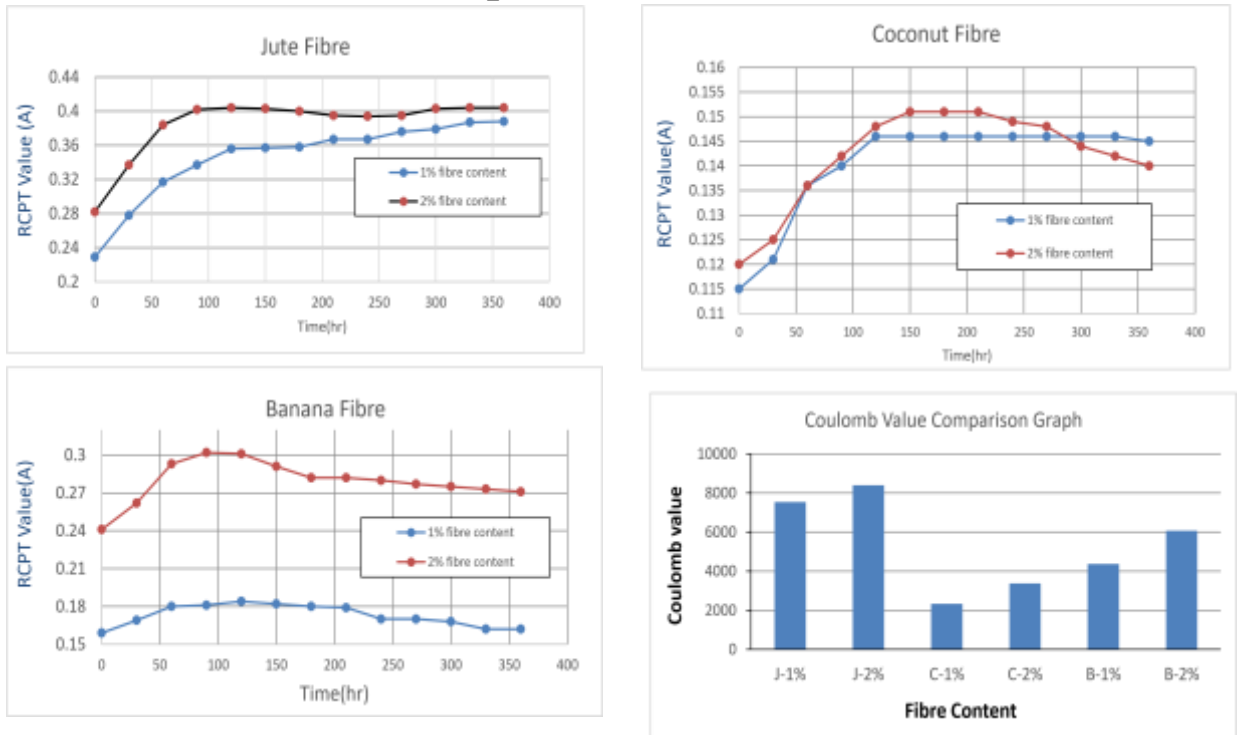 Jute Fibre
RCPT Value (A)
0.44
0.4
0.36
0.32
0.28
0.24
0.2
1% fibre content
2% fibre content
0 50 100 150 200 250 300 350 400
Time(hr)
Coconut Fibre
RCPT Value(A)
0.16
0.155
0.15
0.145
0.14
0.135
0.13
0.125
0.12
0.115
0.11
1% fibre content
2% fibre content
0 50 100 150 200 250 300 350 400
Time(hr)
Banana Fibre
RCPT Value(A)
0.3
0.27
0.24
0.21
0.18
0.15
1% fibre content
2% fibre content
0 50 100 150 200 250 300 350 400
Time(hr)
Coulomb Value Comparison Graph
Coulomb value
10000
8000
6000
4000
2000
0
J-1% J-2% C-1% C-2% B-1% B-2%
Fibre Content